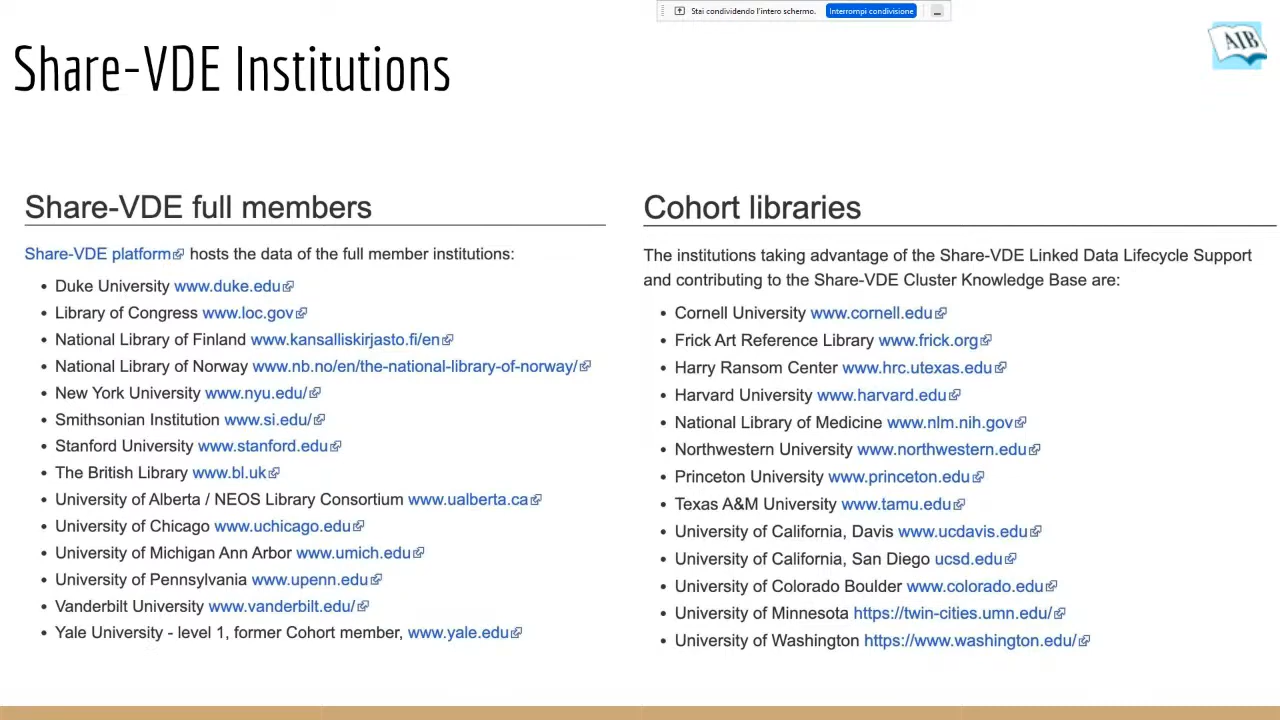 Stai condividendo l'intero schermo. Interrompi condivisione
AIB
Share-VDE Institutions
Share-VDE full members
Share-VDE platform hosts the data of the full member institutions:
• Duke University www.duke.edu
• Library of Congress www.loc.gov
• National Library of Finland www.kansalliskirjasto.fi/en
• National Library of Norway www.nb.no/en/the-national-library-of-norway/
• New York University www.nyu.edu/
• Smithsonian Institution www.si.edu/
• Stanford University www.stanford.edu
• The British Library www.bl.uk
• University of Alberta / NEOS Library Consortium www.ualberta.ca
• University of Chicago www.uchicago.edu
• University of Michigan Ann Arbor www.umich.edu
• University of Pennsylvania www.upenn.edu
• Vanderbilt University www.vanderbilt.edu/
• Yale University - level 1, former Cohort member, www.yale.edu
Cohort libraries
The institutions taking advantage of the Share-VDE Linked Data Lifecycle Support
and contributing to the Share-VDE Cluster Knowledge Base are:
• Cornell University www.cornell.edu
• Frick Art Reference Library www.frick.org
• Harry Ransom Center www.hrc.utexas.edu
• Harvard University www.harvard.edu
• National Library of Medicine www.nlm.nih.gov
• Northwestern University www.northwestern.edu
• Princeton University www.princeton.edu
• Texas A&M University www.tamu.edu
• University of California, Davis www.ucdavis.edu
• University of California, San Diego ucsd.edu
• University of Colorado Boulder www.colorado.edu
• University of Minnesota https://twin-cities.umn.edu/
• University of Washington https://www.washington.edu/